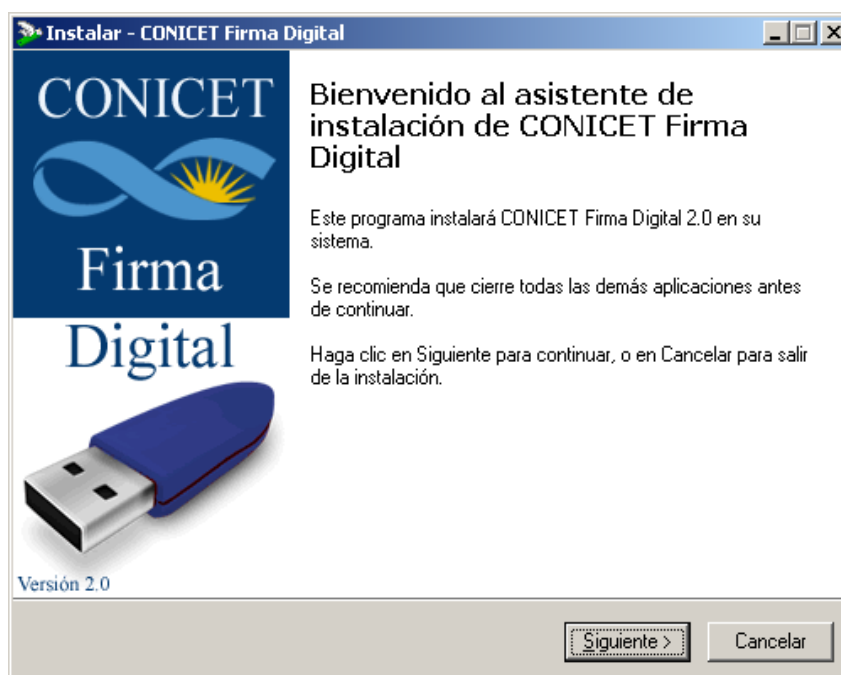 Instalar - CONICET Firma Digital
CONICET
Firma
Digital
Versión 2.0
Bienvenido al asistente de
instalación de CONICET Firma
Digital
Este programa instalará CONICET Firma Digital 2.0 en su
sistema.
Se recomienda que cierre todas las demás aplicaciones antes
de continuar.
Haga clic en Siguiente para continuar, o en Cancelar para salir
de la instalación.
Siguiente >
Cancelar